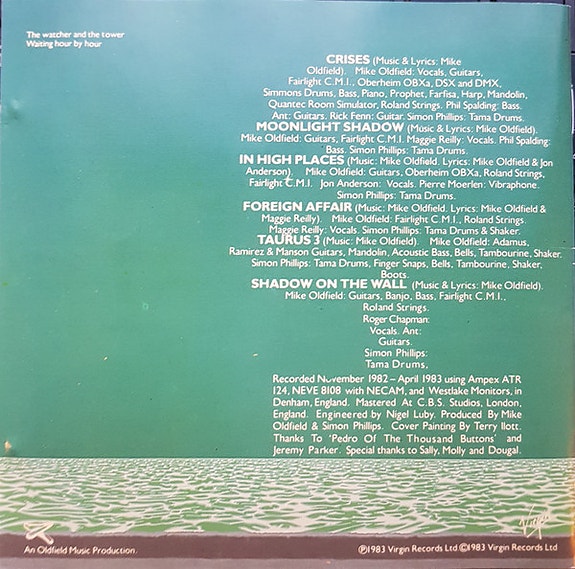 The watcher and the tower
Waiting hour by hour
CRISES (Music & Lyrics: Mike
Oldfield). Mike Oldfield: Vocals, Guitars,
Fairlight C.M.I., Oberheim OBXa, DSX and DMX,
Simmons Drums, Bass, Piano, Prophet, Farfisa, Harp, Mandolin,
Quantec Room Simulator, Roland Strings. Phil Spalding: Bass.
Ant: Guitars. Rick Fenn: Guitar. Simon Phillips: Tama Drums.
MOONLIGHT SHADOW (Music & Lyrics: Mike Oldfield).
Mike Oldfield: Guitars, Fairlight C.M.I. Maggie Reilly: Vocals. Phil Spalding:
Bass. Simon Phillips: Tama Drums.
IN HIGH PLACES (Music: Mike Oldfield. Lyrics: Mike Oldfield & Jon
Anderson). Mike Oldfield: Guitars, Oberheim OBXa, Roland Strings,
Fairlight C.M.I. Jon Anderson: Vocals. Pierre Moerlen: Vibraphone.
Simon Phillips: Tama Drums.
FOREIGN AFFAIR (Music: Mike Oldfield. Lyrics: Mike Oldfield &
Maggie Reilly). Mike Oldfield: Fairlight C.M.I., Roland Strings.
Maggie Reilly: Vocals. Simon Phillips: Tama Drums & Shaker.
TAURUS 3 (Music: Mike Oldfield). Mike Oldfield: Adamus,
Ramirez & Manson Guitars, Mandolin, Acoustic Bass, Bells, Tambourine, Shaker.
Simon Phillips: Tama Drums, Finger Snaps, Bells, Tambourine, Shaker,
Boots.
SHADOW ON THE WALL (Music & Lyrics: Mike Oldfield).
Mike Oldfield: Guitars, Banjo, Bass, Fairlight C.M.I.,
Roland Strings.
Roger Chapman:
Vocals. Ant:
Guitars.
Simon Phillips:
Tama Drums.
Recorded November 1982 – April 1983 using Ampex ATR
124, NEVE 8108 with NECAM, and Westlake Monitors, in
Denham, England. Mastered At C.B.S. Studios, London,
England. Engineered by Nigel Luby. Produced By Mike
Oldfield & Simon Phillips. Cover Painting By Terry Ilott.
Thanks To 'Pedro Of The Thousand Buttons' and
Jeremy Parker. Special thanks to Sally, Molly and Dougal.
Virgin
An Oldfield Music Production.
Ⓟ1983 Virgin Records Ltd.©1983 Virgin Records Ltd